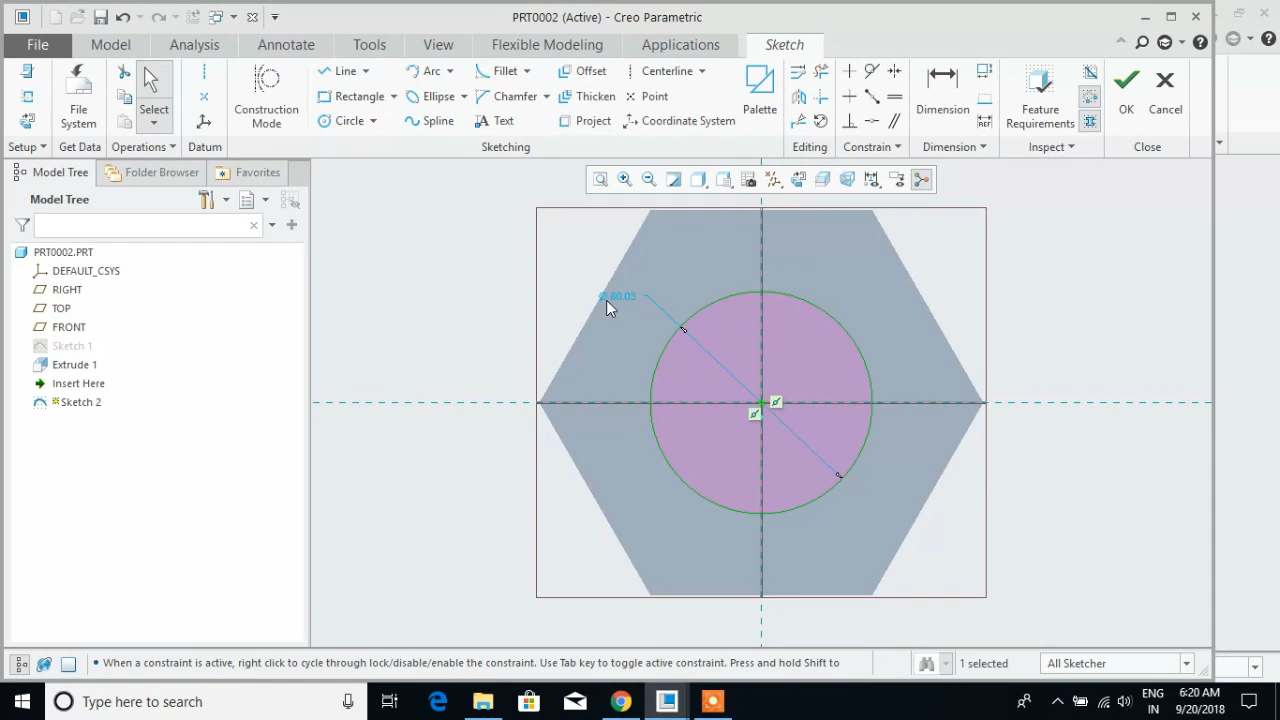 PRT0002 (Active) - Creo Parametric
File Model Analysis Annotate Tools View Flexible Modeling Applications Sketch
File System
Select
Construction Mode
Line Arc Fillet Offset Centerline
Rectangle Ellipse Chamfer Thicken Point
Circle Spline Text Project Coordinate System
Palette
Dimension
Feature Requirements
OK Cancel
Setup Get Data Operations Datum Sketching Editing Constrain Dimension Inspect Close
Model Tree Folder Browser Favorites
Model Tree
PRT0002.PRT
DEFAULT_CSYS
RIGHT
TOP
FRONT
Sketch 1
Extrude 1
Insert Here
Sketch 2
60.03
• When a constraint is active, right click to cycle through lock/disable/enable the constraint. Use Tab key to toggle active constraint. Press and hold Shift to
1 selected
All Sketcher
Type here to search
ENG
IN
6:20 AM
9/20/2018